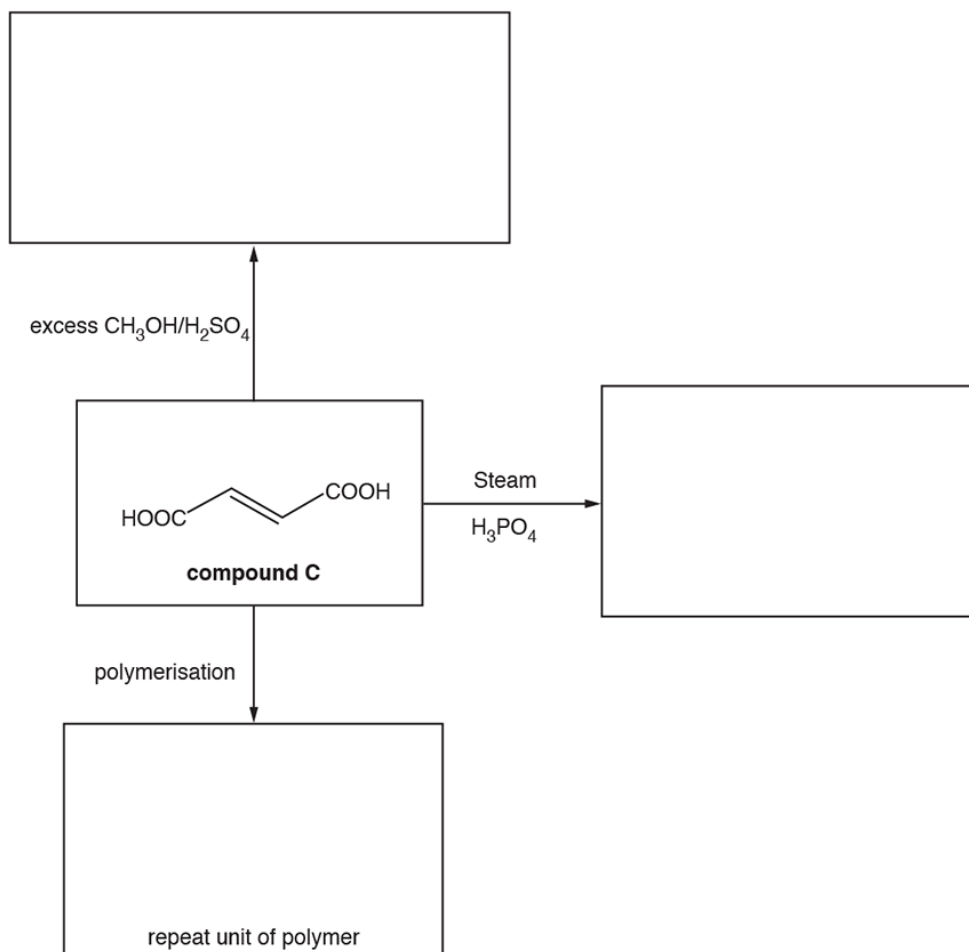 excess CH₃OH/H₂SO₄
HOOC
COOH
compound C
Steam
H₃PO₄
polymerisation
repeat unit of polymer